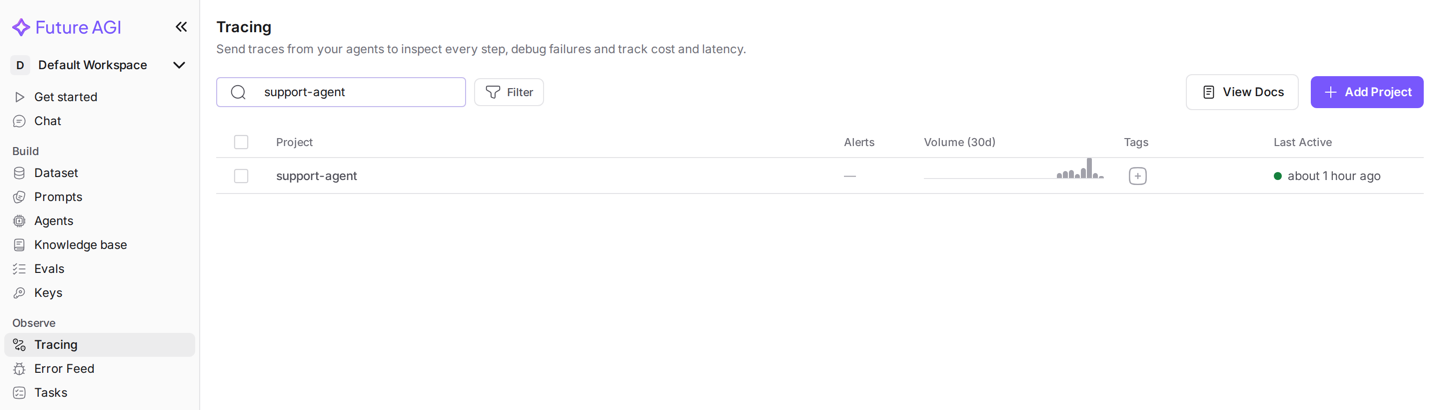 Future AGI
D Default Workspace
Get started
Chat
Build
Dataset
Prompts
Agents
Knowledge base
Evals
Keys
Observe
Tracing
Error Feed
Tasks
Tracing
Send traces from your agents to inspect every step, debug failures and track cost and latency.
support-agent Filter View Docs Add Project
Project Alerts Volume (30d) Tags Last Active
support-agent — about 1 hour ago